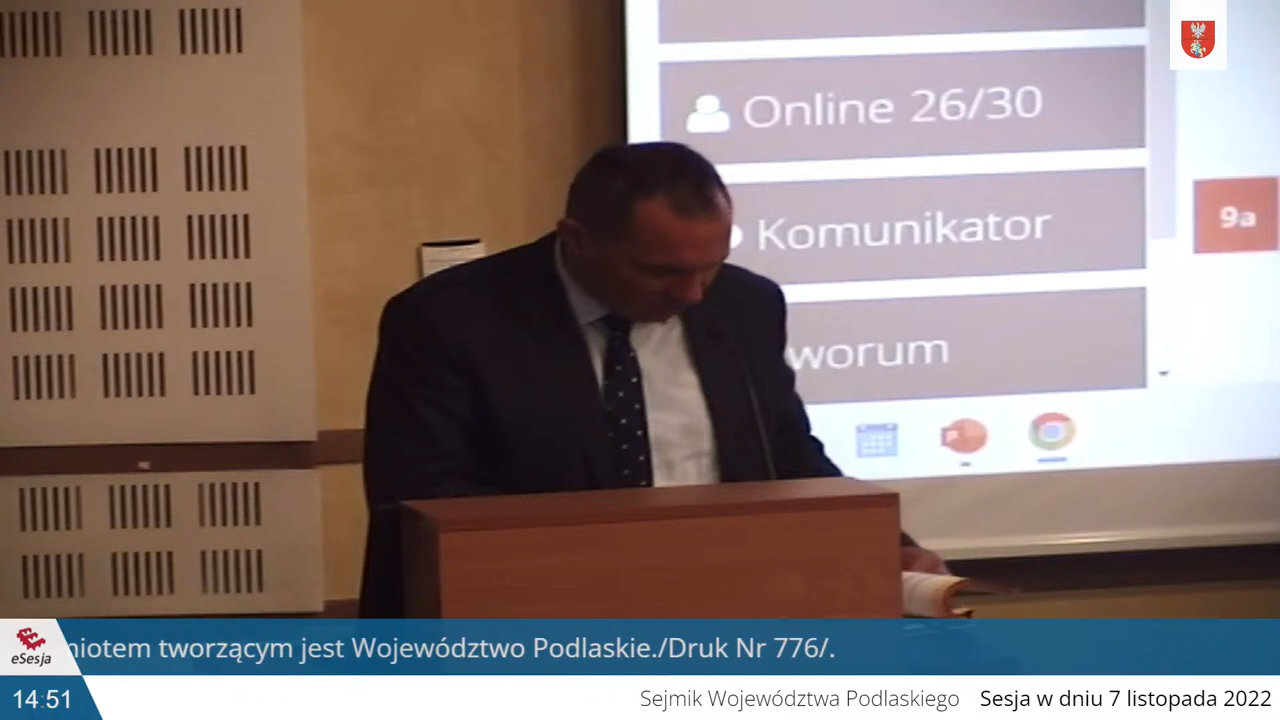 Online 26/30
Komunikator
9a
worum
miotem tworzącym jest Województwo Podlaskie./Druk Nr 776/.
eSesja
14:51
Sejmik Województwa Podlaskiego Sesja w dniu 7 listopada 2022